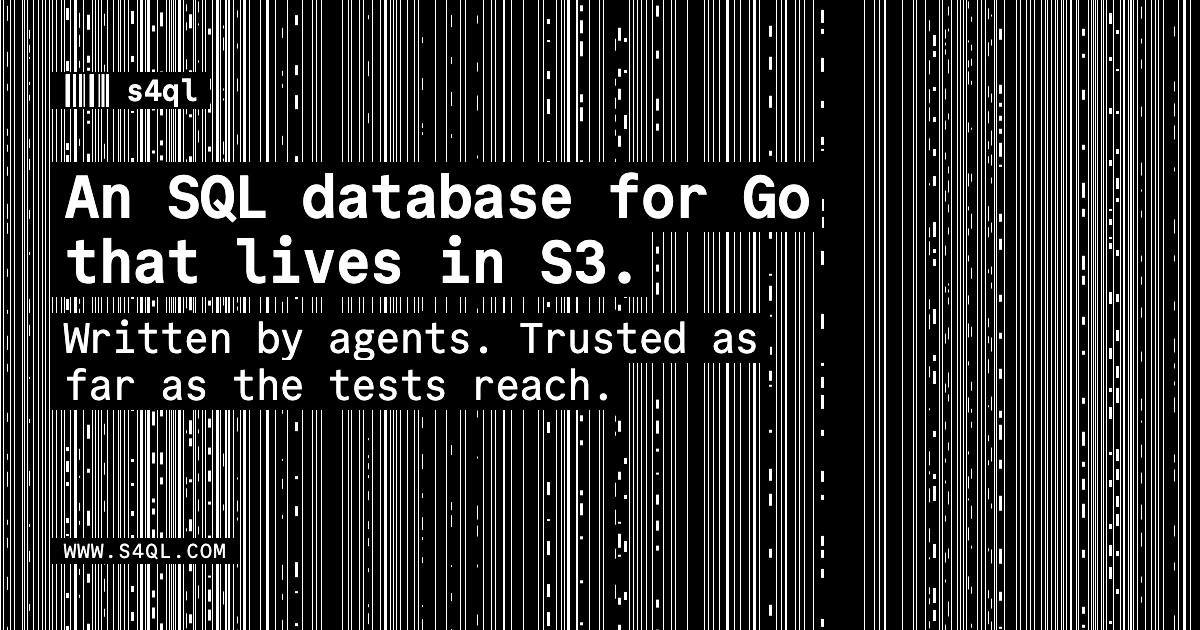 s4ql
An SQL database for Go
that lives in S3.
Written by agents. Trusted as
far as the tests reach.
WWW.S4QL.COM